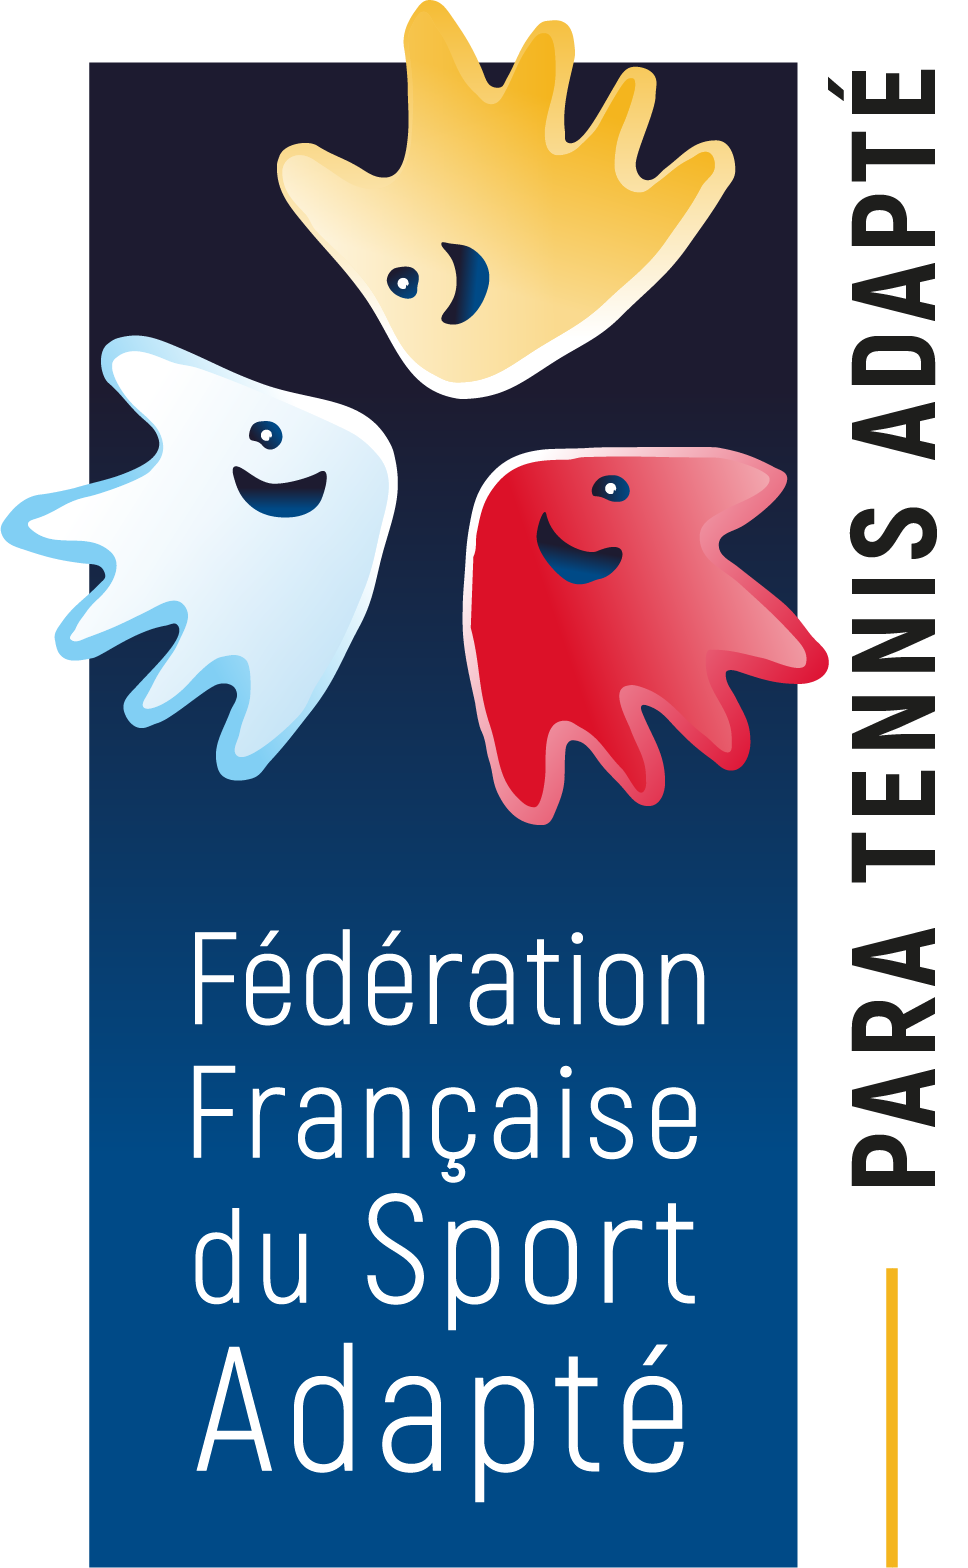 Fédération
Française
du Sport
Adapté
PARA TENNIS ADAPTÉ